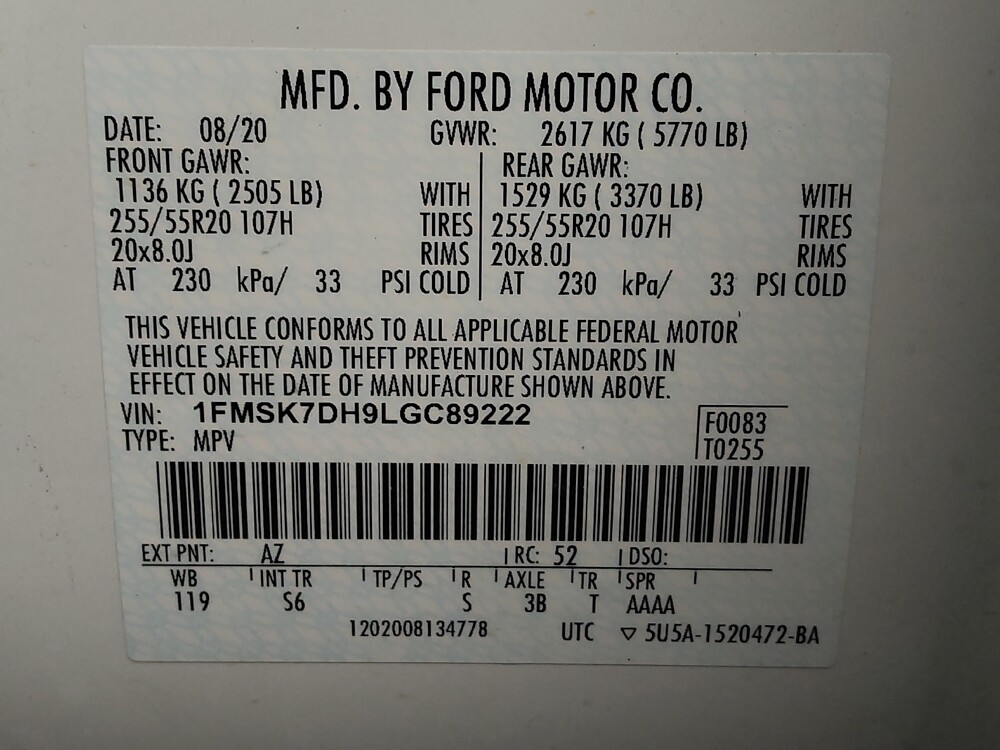 MFD. BY FORD MOTOR CO.
DATE: 08/20 GVWR: 2617 KG ( 5770 LB)
FRONT GAWR: REAR GAWR:
1136 KG ( 2505 LB) WITH 1529 KG ( 3370 LB) WITH
255/55R20 107H TIRES 255/55R20 107H TIRES
20x8.0J RIMS 20x8.0J RIMS
AT 230 kPa/ 33 PSI COLD AT 230 kPa/ 33 PSI COLD
THIS VEHICLE CONFORMS TO ALL APPLICABLE FEDERAL MOTOR
VEHICLE SAFETY AND THEFT PREVENTION STANDARDS IN
EFFECT ON THE DATE OF MANUFACTURE SHOWN ABOVE.
VIN: 1FMSK7DH9LGC89222 F0083
TYPE: MPV T0255
EXT PNT: AZ RC: 52 DSO:
WB INT TR TP/PS R AXLE TR SPR
119 S6 S 3B T AAAA
1202008134778 UTC ▽ 5U5A-1520472-BA